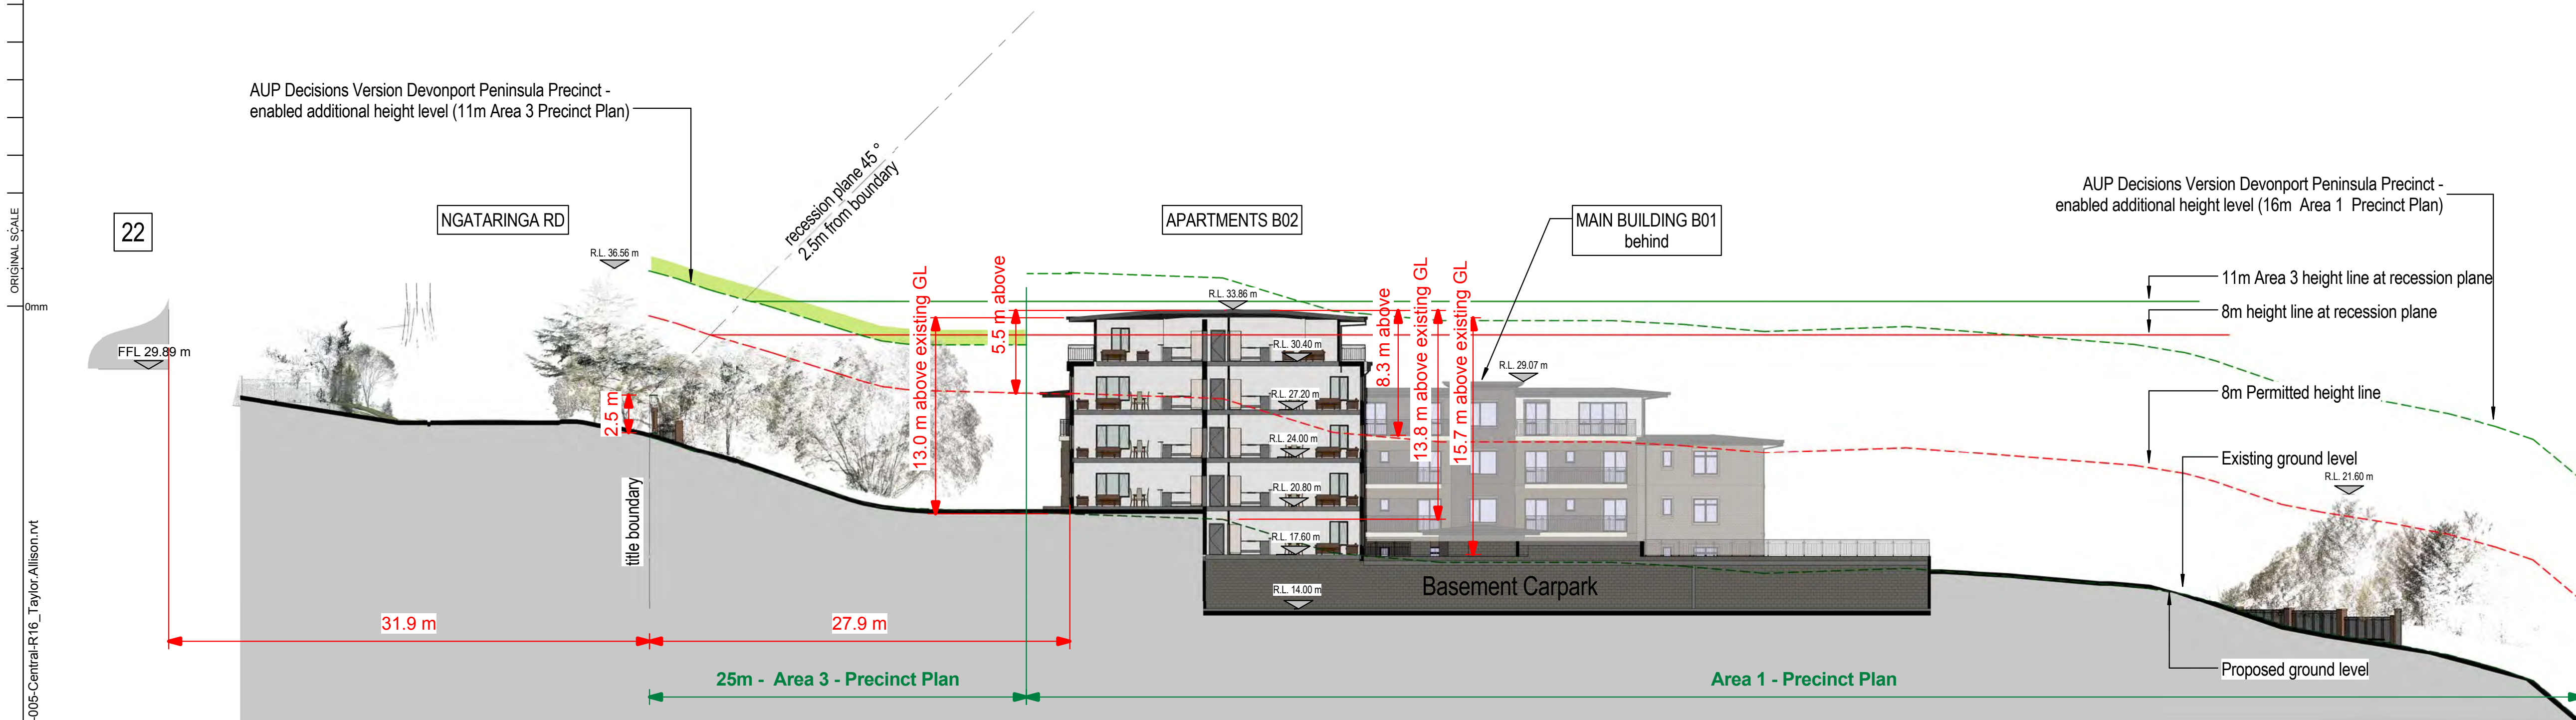 ORIGINAL SCALE
0mm
-005-Central-R16_Taylor.Allison.rvt
22
FFL 29.89 m
AUP Decisions Version Devonport Peninsula Precinct -
enabled additional height level (11m Area 3 Precinct Plan)
NGATARINGA RD
R.L. 36.56 m
recession plane 45 °
2.5m from boundary
2.5 m
tittle boundary
13.0 m above existing GL
5.5 m above
APARTMENTS B02
R.L. 33.86 m
R.L. 30.40 m
R.L. 27.20 m
R.L. 24.00 m
R.L. 20.80 m
R.L. 17.60 m
R.L. 14.00 m
8.3 m above
13.8 m above existing GL
15.7 m above existing GL
MAIN BUILDING B01
behind
R.L. 29.07 m
Basement Carpark
AUP Decisions Version Devonport Peninsula Precinct -
enabled additional height level (16m Area 1 Precinct Plan)
11m Area 3 height line at recession plane
8m height line at recession plane
8m Permitted height line
Existing ground level
R.L. 21.60 m
Proposed ground level
31.9 m
27.9 m
25m - Area 3 - Precinct Plan
Area 1 - Precinct Plan